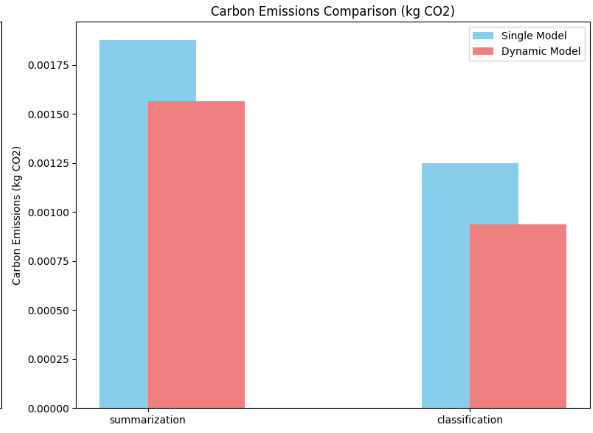 Carbon Emissions Comparison (kg CO2)
Single Model
Dynamic Model
Carbon Emissions (kg CO2)
0.00175
0.00150
0.00125
0.00100
0.00075
0.00050
0.00025
0.00000
summarization
classification